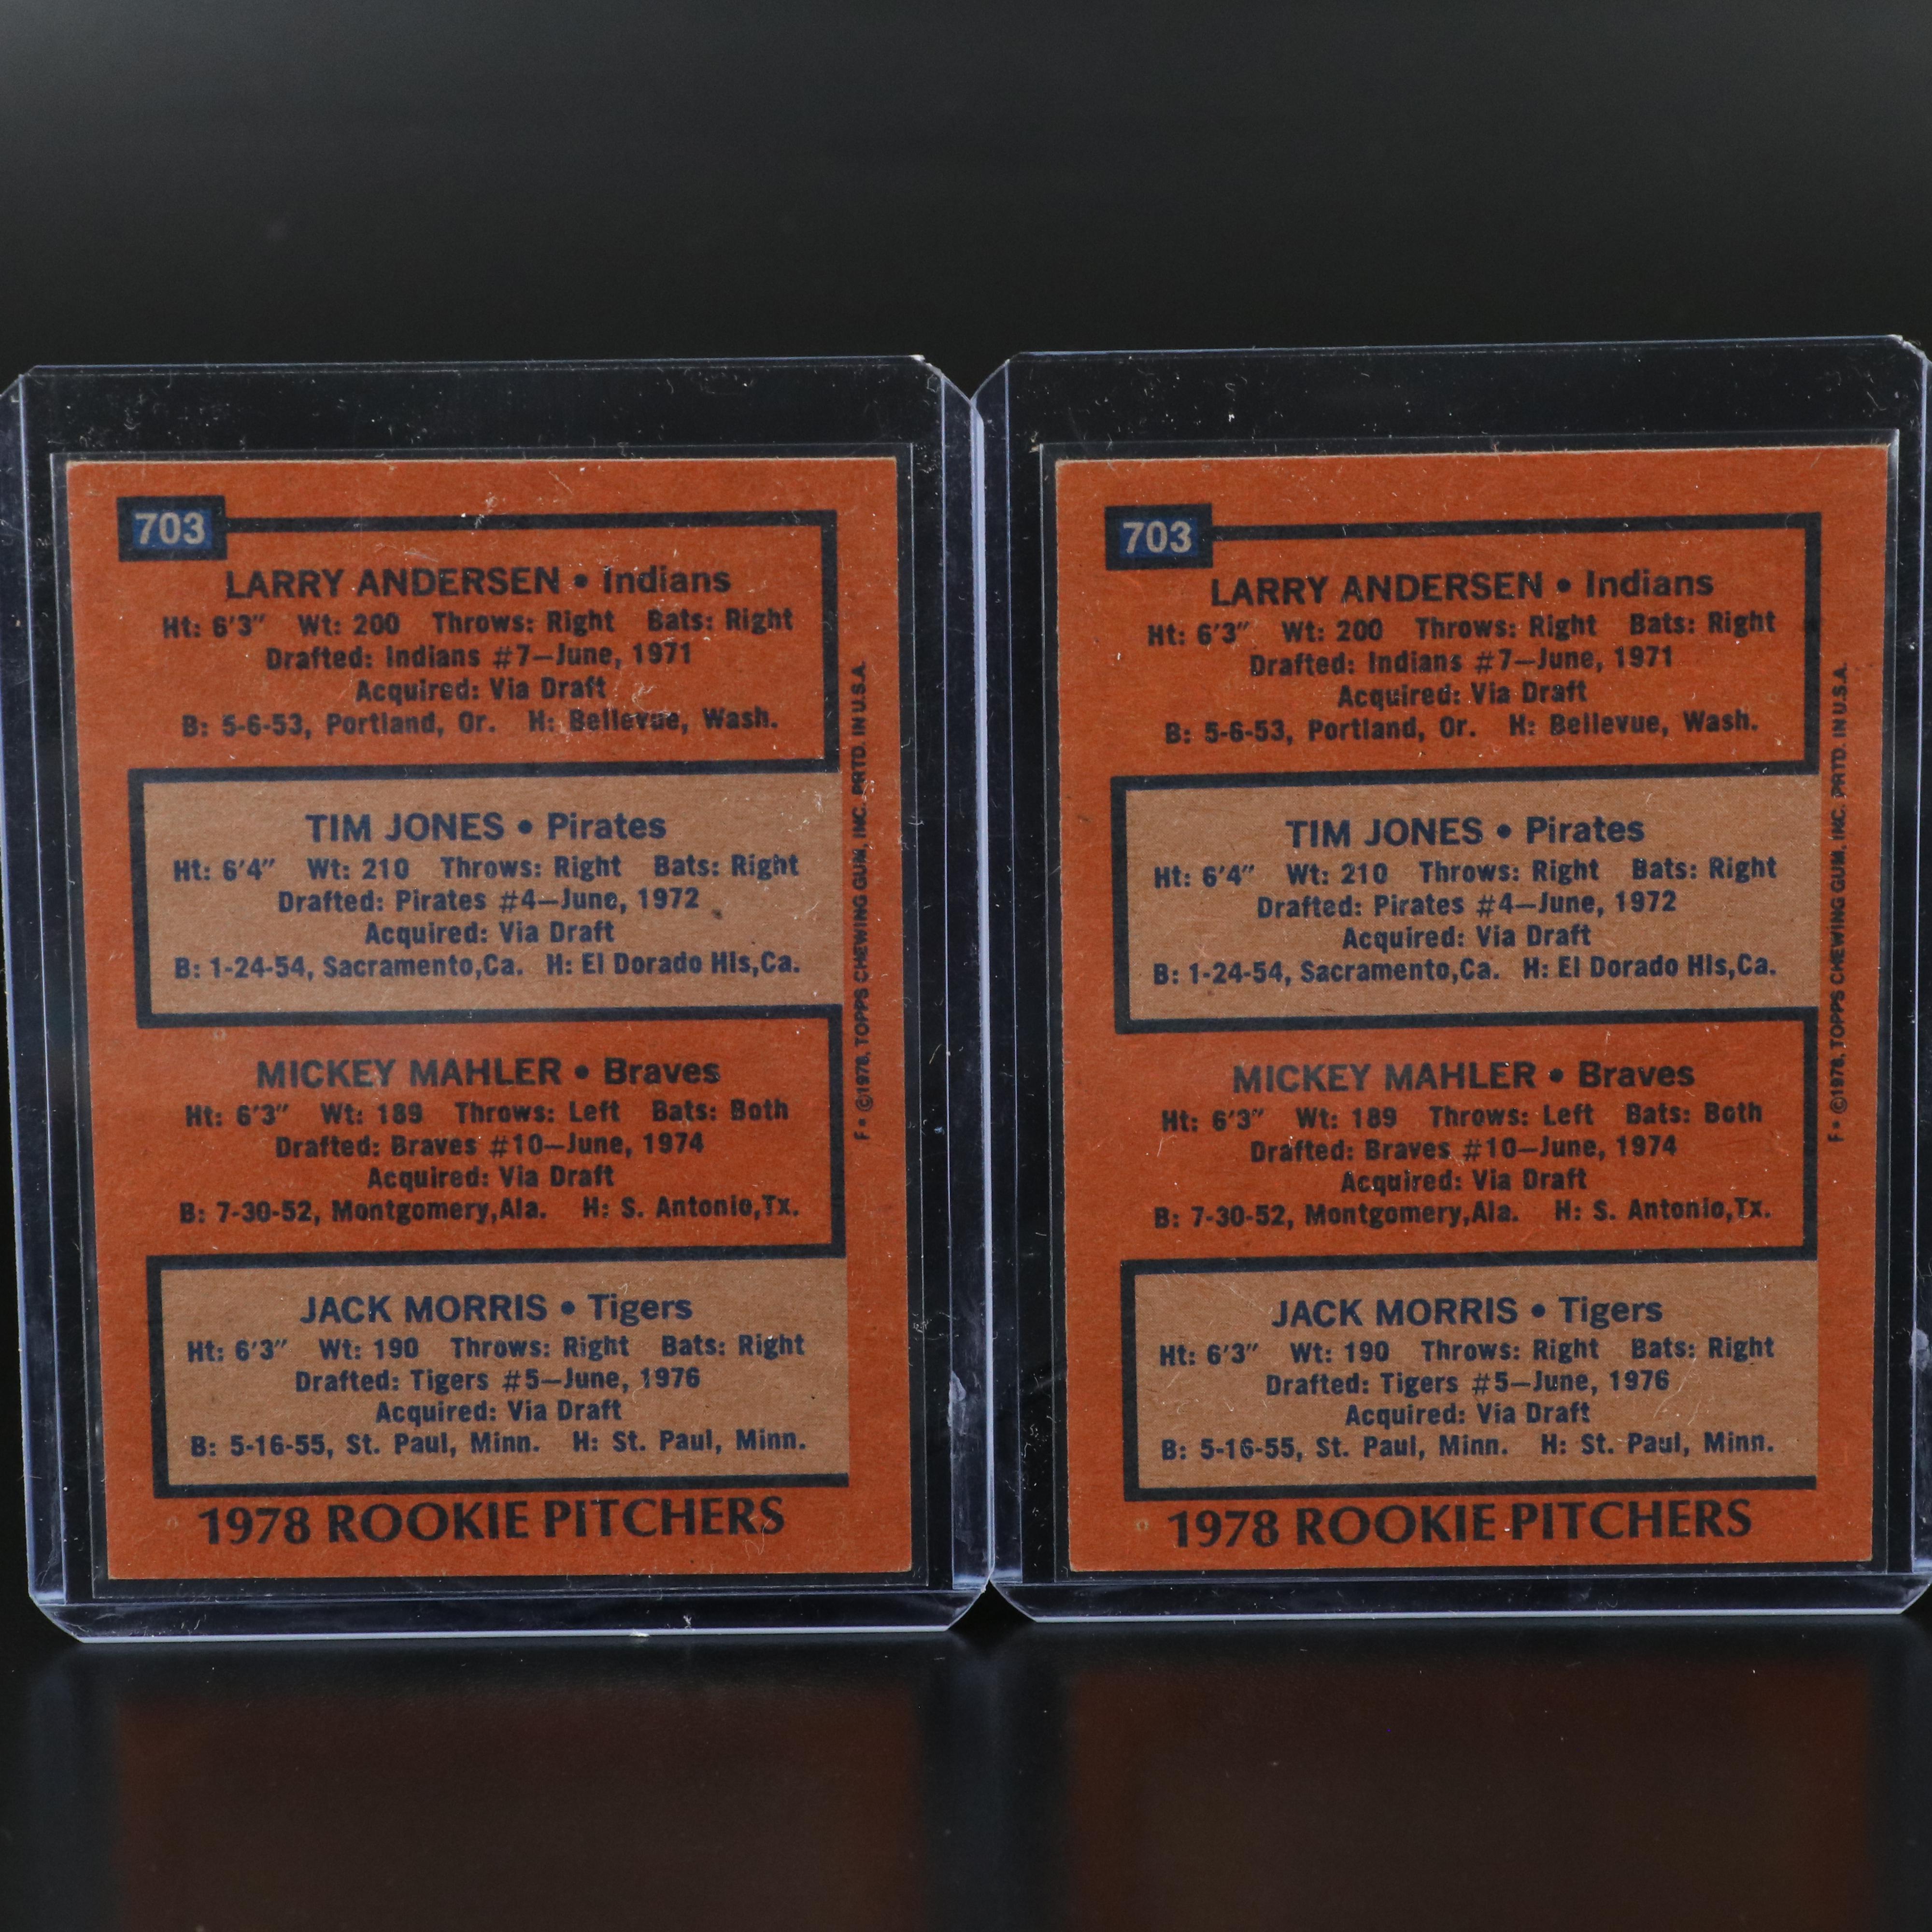 703
LARRY ANDERSEN • Indians
Ht: 6'3" Wt: 200 Throws: Right Bats: Right
Drafted: Indians #7—June, 1971
Acquired: Via Draft
B: 5-6-53, Portland, Or. H: Bellevue, Wash.
TIM JONES • Pirates
Ht: 6'4" Wt: 210 Throws: Right Bats: Right
Drafted: Pirates #4—June, 1972
Acquired: Via Draft
B: 1-24-54, Sacramento,Ca. H: El Dorado Hls,Ca.
MICKEY MAHLER • Braves
Ht: 6'3" Wt: 189 Throws: Left Bats: Both
Drafted: Braves #10—June, 1974
Acquired: Via Draft
B: 7-30-52, Montgomery,Ala. H: S. Antonio,Tx.
JACK MORRIS • Tigers
Ht: 6'3" Wt: 190 Throws: Right Bats: Right
Drafted: Tigers #5—June, 1976
Acquired: Via Draft
B: 5-16-55, St. Paul, Minn. H: St. Paul, Minn.
1978 ROOKIE PITCHERS
F• ©1978, TOPPS CHEWING GUM, INC. PRTD. IN U.S.A.
703
LARRY ANDERSEN • Indians
Ht: 6'3" Wt: 200 Throws: Right Bats: Right
Drafted: Indians #7—June, 1971
Acquired: Via Draft
B: 5-6-53, Portland, Or. H: Bellevue, Wash.
TIM JONES • Pirates
Ht: 6'4" Wt: 210 Throws: Right Bats: Right
Drafted: Pirates #4—June, 1972
Acquired: Via Draft
B: 1-24-54, Sacramento,Ca. H: El Dorado Hls,Ca.
MICKEY MAHLER • Braves
Ht: 6'3" Wt: 189 Throws: Left Bats: Both
Drafted: Braves #10—June, 1974
Acquired: Via Draft
B: 7-30-52, Montgomery,Ala. H: S. Antonio,Tx.
JACK MORRIS • Tigers
Ht: 6'3" Wt: 190 Throws: Right Bats: Right
Drafted: Tigers #5—June, 1976
Acquired: Via Draft
B: 5-16-55, St. Paul, Minn. H: St. Paul, Minn.
1978 ROOKIE PITCHERS
F• ©1978, TOPPS CHEWING GUM, INC. PRTD. IN U.S.A.